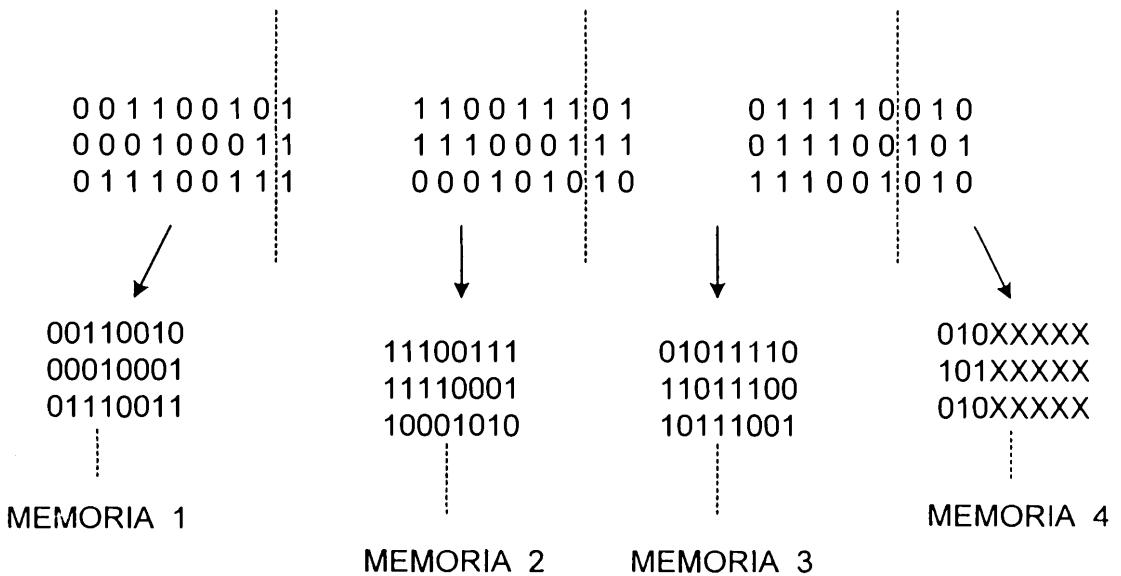 0 0 1 1 0 0 1 0 1 1 1 0 0 1 1 1 0 1 0 1 1 1 1 0 0 1 0
0 0 0 1 0 0 0 1 1 1 1 1 0 0 0 1 1 1 0 1 1 1 0 0 1 0 1
0 1 1 1 0 0 1 1 1 0 0 0 1 0 1 0 1 0 1 1 1 0 0 1 0 1 0
00110010
00010001
01110011
11100111
11110001
10001010
01011110
11011100
10111001
010XXXXX
101XXXXX
010XXXXX
MEMORIA 1
MEMORIA 2
MEMORIA 3
MEMORIA 4